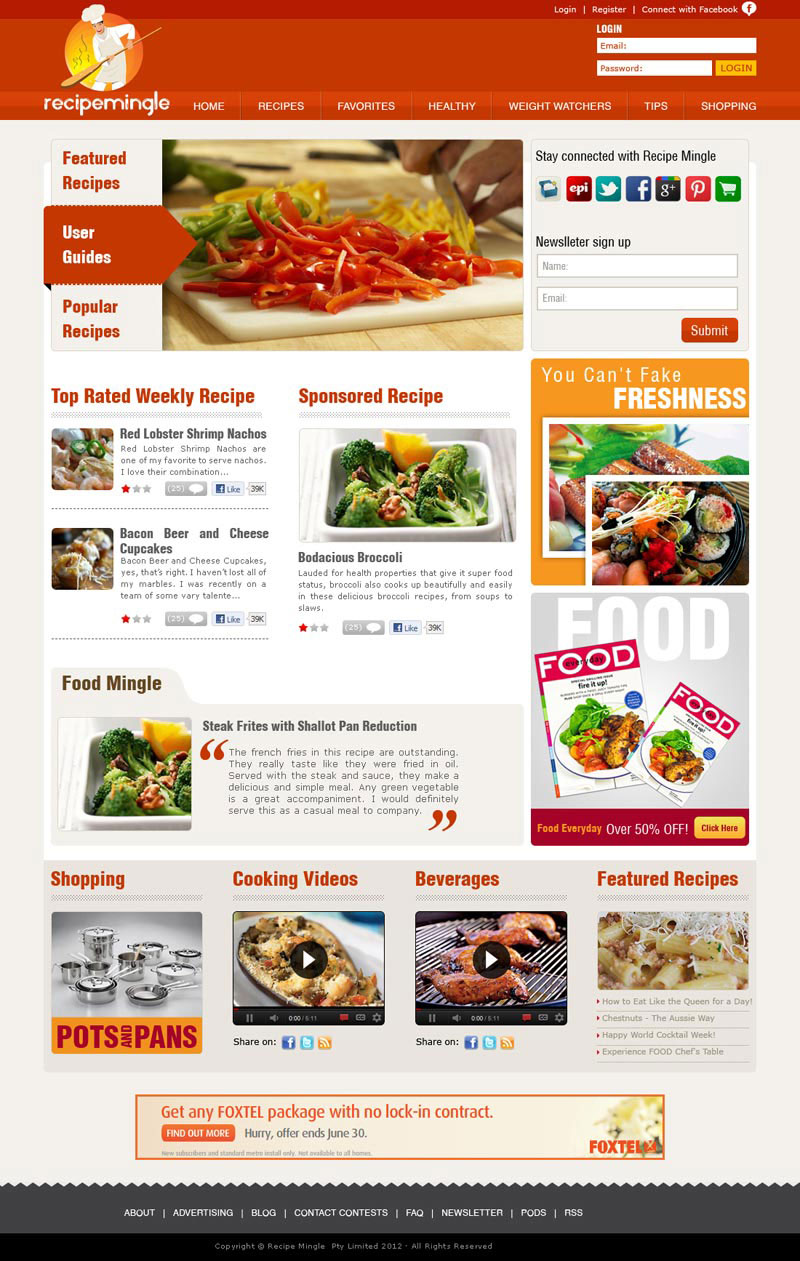 Login | Register | Connect with Facebook
LOGIN
Email:
Password: LOGIN
recipemingle
HOME RECIPES FAVORITES HEALTHY WEIGHT WATCHERS TIPS SHOPPING
Featured
Recipes
User
Guides
Popular
Recipes
Stay connected with Recipe Mingle
epi
Newslleter sign up
Name:
Email:
Submit
Top Rated Weekly Recipe
Red Lobster Shrimp Nachos
Red Lobster Shrimp Nachos are
one of my favorite to serve nachos.
I love their combination...
(25) Like 39K
Bacon Beer and Cheese
Cupcakes
Bacon Beer and Cheese Cupcakes,
yes, that's right. I haven't lost all of
my marbles. I was recently on a
team of some vary talente...
(25) Like 39K
Sponsored Recipe
Bodacious Broccoli
Lauded for health properties that give it super food
status, broccoli also cooks up beautifully and easily
in these delicious broccoli recipes, from soups to
slaws.
(25) Like 39K
You Can't Fake
FRESHNESS
FOOD
FOOD
everyday
SPECIAL GRILLING ISSUE
fire it up!
FOOD
fire it up!
Food Everyday Over 50% OFF! Click Here
Food Mingle
Steak Frites with Shallot Pan Reduction
“ The french fries in this recipe are outstanding.
They really taste like they were fried in oil.
Served with the steak and sauce, they make a
delicious and simple meal. Any green vegetable
is a great accompaniment. I would definitely
serve this as a casual meal to company. ”
Shopping
POTS AND PANS
Cooking Videos
0:00 / 5:11
Share on:
Beverages
0:00 / 5:11
Share on:
Featured Recipes
How to Eat Like the Queen for a Day!
Chestnuts - The Aussie Way
Happy World Cocktail Week!
Experience FOOD Chef's Table
Get any FOXTEL package with no lock-in contract.
FIND OUT MORE Hurry, offer ends June 30.
New subscribers and standard metro install only. Not available to all homes.
FOXTEL
ABOUT | ADVERTISING | BLOG | CONTACT CONTESTS | FAQ | NEWSLETTER | PODS | RSS
Copyright © Recipe Mingle Pty Limited 2012 - All Rights Reserved